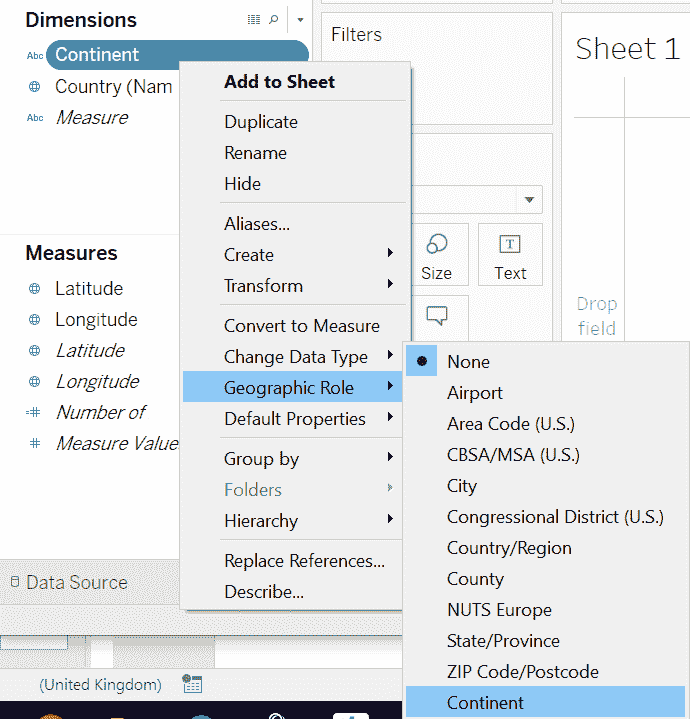 Dimensions
Abc Continent
Country (Nam
Abc Measure
Measures
Latitude
Longitude
Latitude
Longitude
Number of
Measure Value
Data Source
(United Kingdom)
Add to Sheet
Duplicate
Rename
Hide
Aliases...
Create
Transform
Convert to Measure
Change Data Type
Geographic Role
Default Properties
Group by
Folders
Hierarchy
Replace References...
Describe...
Filters
Size
Text
Sheet 1
Drop
field
None
Airport
Area Code (U.S.)
CBSA/MSA (U.S.)
City
Congressional District (U.S.)
Country/Region
County
NUTS Europe
State/Province
ZIP Code/Postcode
Continent